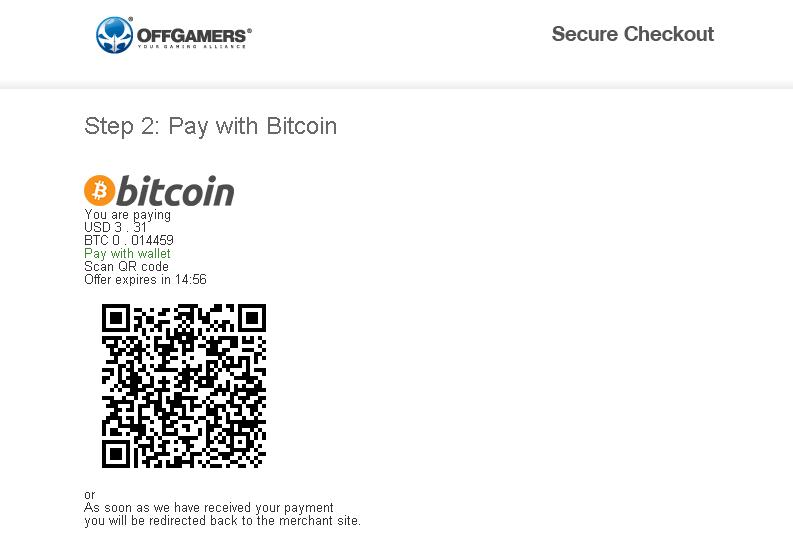 OFFGAMERS®
YOUR GAMING ALLIANCE
Secure Checkout
Step 2: Pay with Bitcoin
bitcoin
You are paying
USD 3 . 31
BTC 0 . 014459
Pay with wallet
Scan QR code
Offer expires in 14:56
or
As soon as we have received your payment
you will be redirected back to the merchant site.